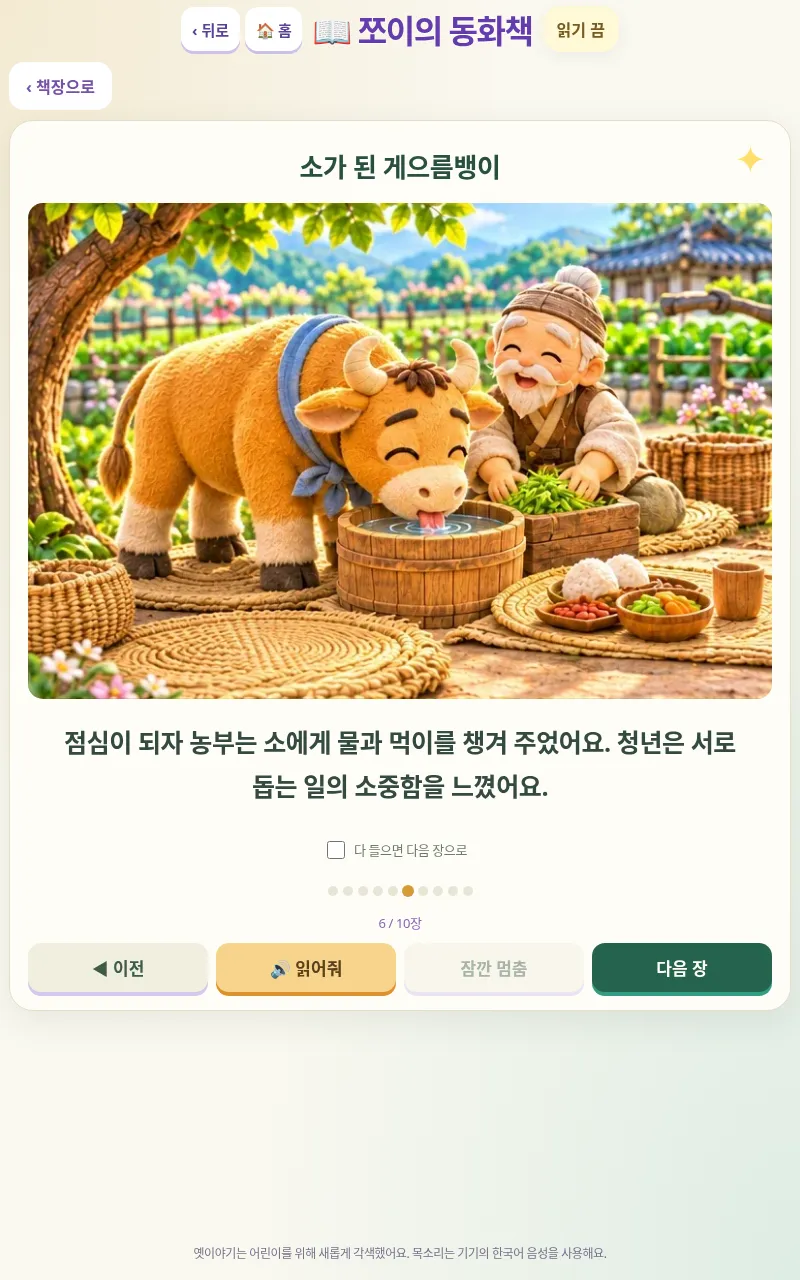 ‹ 뒤로
🏠 홈
📖 쪼이의 동화책
읽기 끝
‹ 책장으로
소가 된 게으름뱅이
점심이 되자 농부는 소에게 물과 먹이를 챙겨 주었어요. 청년은 서로
돕는 일의 소중함을 느꼈어요.
다 들으면 다음 장으로
6 / 10장
◀ 이전
🔊 읽어줘
잠깐 멈춤
다음 장
옛이야기는 어린이를 위해 새롭게 각색했어요. 목소리는 기기의 한국어 음성을 사용해요.